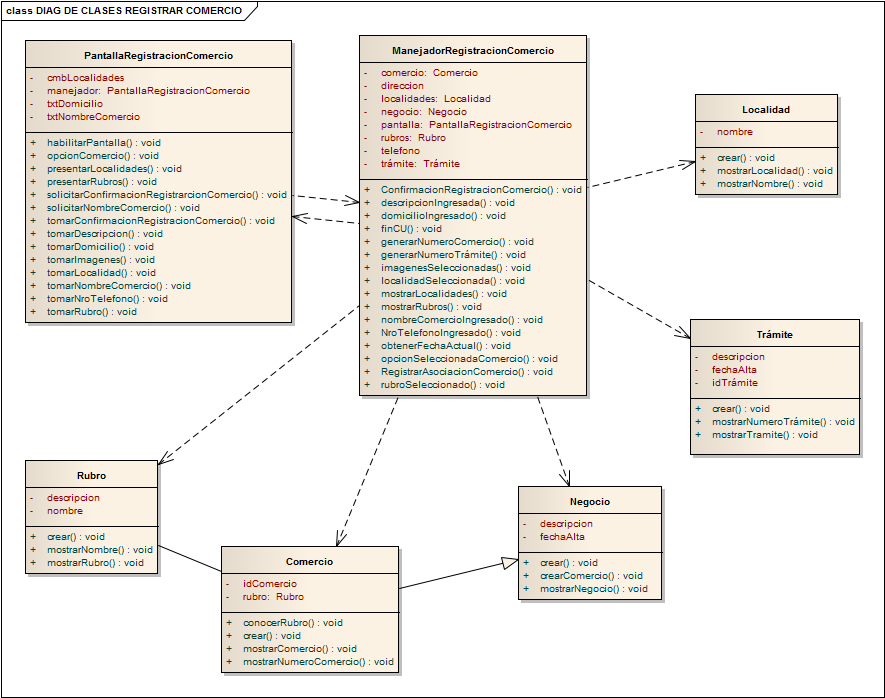 class DIAG DE CLASES REGISTRAR COMERCIO
PantallaRegistracionComercio
- cmbLocalidades
- manejador: PantallaRegistracionComercio
- txtDomicilio
- txtNombreComercio
+ habilitarPantalla() : void
+ opcionComercio() : void
+ presentarLocalidades() : void
+ presentarRubros() : void
+ solicitarConfirmacionRegistrarcionComercio() : void
+ solicitarNombreComercio() : void
+ tomarConfirmacionRegistracionComercio() : void
+ tomarDescripcion() : void
+ tomarDomicilio() : void
+ tomarImagenes() : void
+ tomarLocalidad() : void
+ tomarNombreComercio() : void
+ tomarNroTelefono() : void
+ tomarRubro() : void
ManejadorRegistracionComercio
- comercio: Comercio
- direccion
- localidades: Localidad
- negocio: Negocio
- pantalla: PantallaRegistracionComercio
- rubros: Rubro
- telefono
- trámite: Trámite
+ ConfirmacionRegistracionComercio() : void
+ descripcionIngresada() : void
+ domicilioIngresado() : void
+ finCU() : void
+ generarNumeroComercio() : void
+ generarNumeroTrámite() : void
+ imagenesSeleccionadas() : void
+ localidadSeleccionada() : void
+ mostrarLocalidades() : void
+ mostrarRubros() : void
+ nombreComercioIngresado() : void
+ NroTelefonoIngresado() : void
+ obtenerFechaActual() : void
+ opcionSeleccionadaComercio() : void
+ RegistrarAsociacionComercio() : void
+ rubroSeleccionado() : void
Localidad
- nombre
+ crear() : void
+ mostrarLocalidad() : void
+ mostrarNombre() : void
Trámite
- descripcion
- fechaAlta
- idTrámite
+ crear() : void
+ mostrarNumeroTrámite() : void
+ mostrarTramite() : void
Rubro
- descripcion
- nombre
+ crear() : void
+ mostrarNombre() : void
+ mostrarRubro() : void
Comercio
- idComercio
- rubro: Rubro
+ conocerRubro() : void
+ crear() : void
+ mostrarComercio() : void
+ mostrarNumeroComercio() : void
Negocio
- descripcion
- fechaAlta
+ crear() : void
+ crearComercio() : void
+ mostrarNegocio() : void